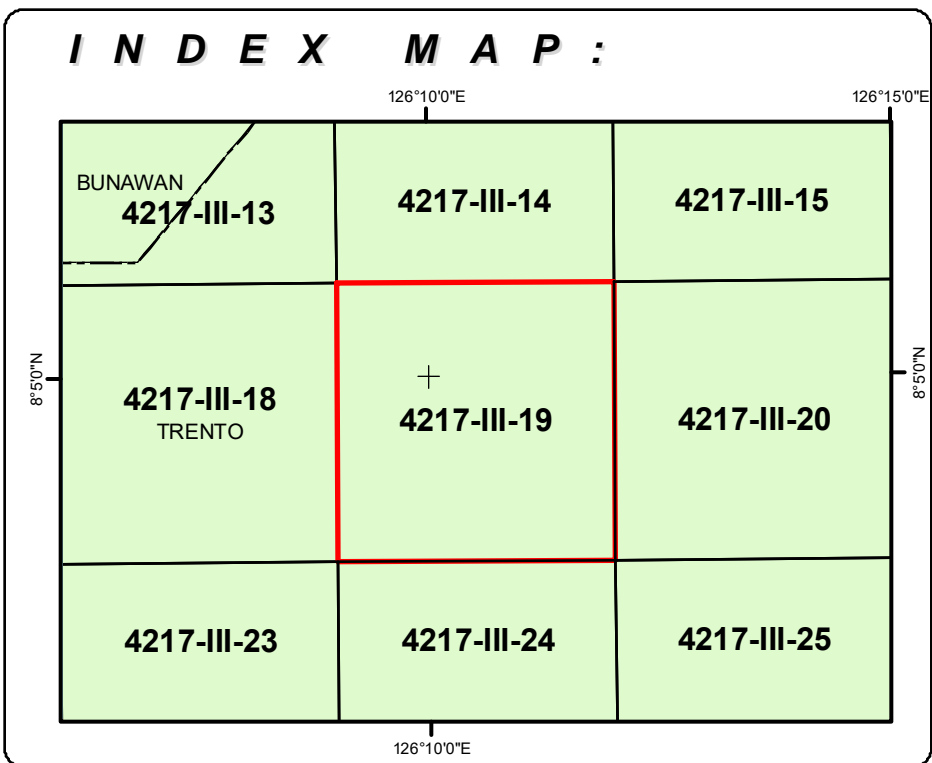 INDEX MAP:
126°10'0"E
126°15'0"E
BUNAWAN
4217-III-13
4217-III-14
4217-III-15
8°5'0"N
8°5'0"N
4217-III-18
TRENTO
4217-III-19
4217-III-20
4217-III-23
4217-III-24
4217-III-25
126°10'0"E